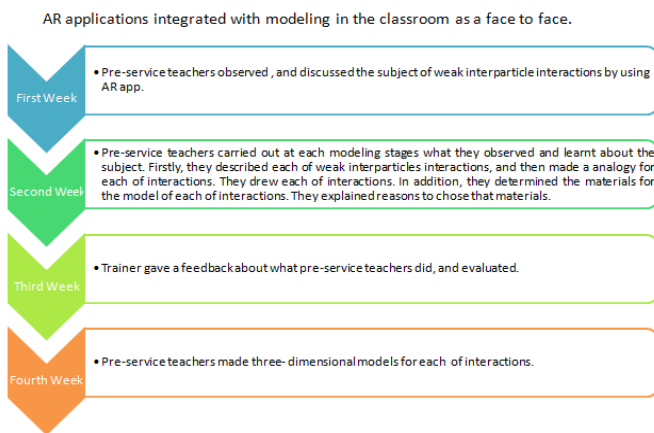 AR applications integrated with modeling in the classroom as a face to face.
First Week
• Pre-service teachers observed , and discussed the subject of weak interparticle interactions by using
AR app.
Second Week
• Pre-service teachers carried out at each modeling stages what they observed and learnt about the
subject. Firstly, they described each of weak interparticles interactions, and then made a analogy for
each of interactions. They drew each of interactions. In addition, they determined the materials for
the model of each of interactions. They explained reasons to chose that materials.
Third Week
• Trainer gave a feedback about what pre-service teachers did, and evaluated.
Fourth Week
• Pre-service teachers made three- dimensional models for each of interactions.